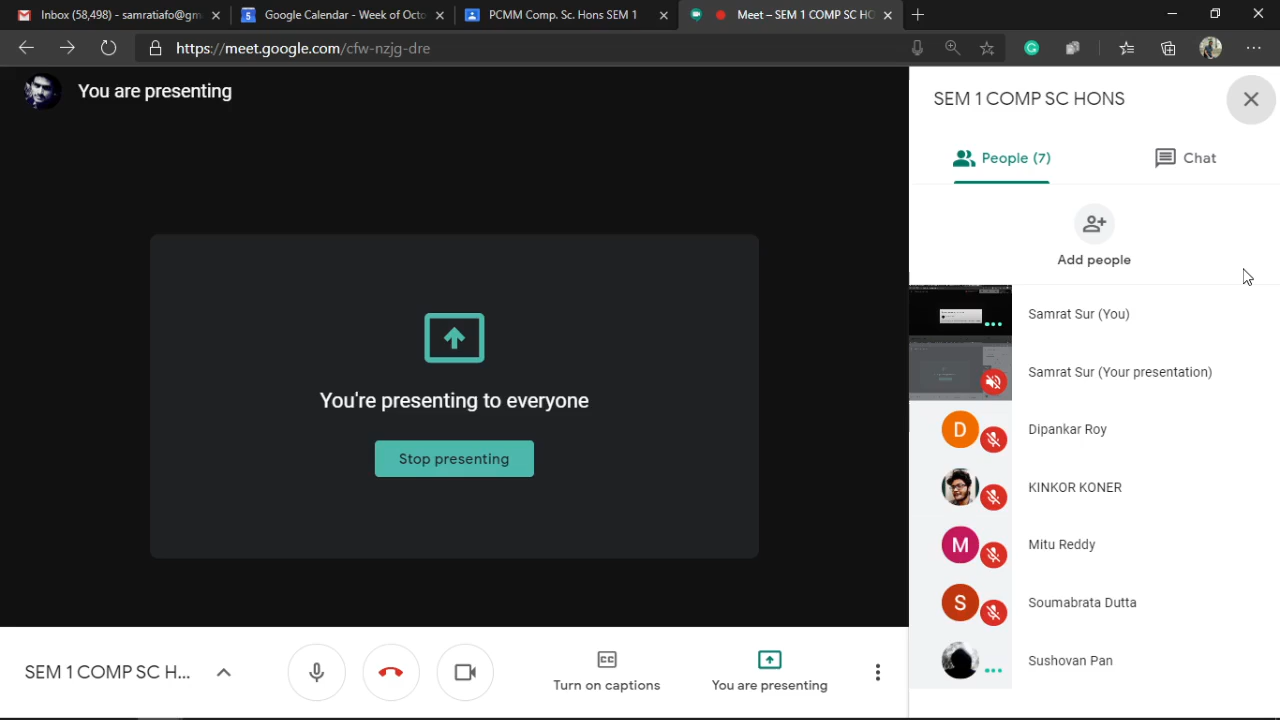 Inbox (58,498) - samratiafo@gm
5
Google Calendar - Week of Octo
PCMM Comp. Sc. Hons SEM 1
Meet – SEM 1 COMP SC HO
https://meet.google.com/cfw-nzjg-dre
You are presenting
SEM 1 COMP SC HONS
People (7)
Chat
Add people
You're presenting to everyone
Stop presenting
Samrat Sur (You)
Samrat Sur (Your presentation)
D
Dipankar Roy
KINKOR KONER
M
Mitu Reddy
S
Soumabrata Dutta
Sushovan Pan
SEM 1 COMP SC H...
CC
Turn on captions
You are presenting